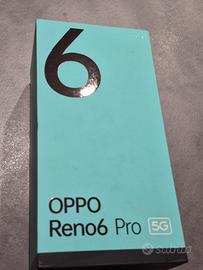 6
OPPO
Reno6 Pro 5G
subito